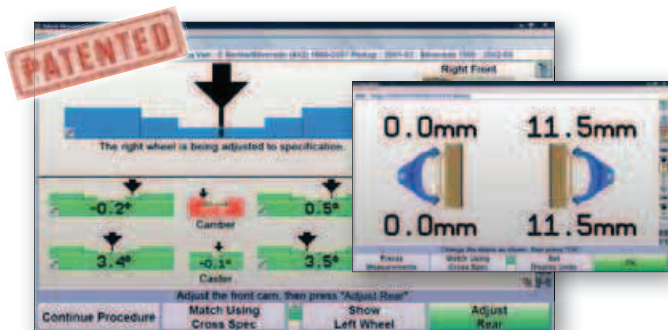 PATENTED
Right Front
The right wheel is being adjusted to specification.
-0.2°
0.5°
Camber
3.4°
-0.1°
3.5°
Caster
Adjust the front cam, then press "Adjust Rear"
Continue Procedure
Match Using
Cross Spec
Show
Left Wheel
Adjust
Rear
0.0mm
11.5mm
0.0mm
11.5mm
Match Using
Cross Spec